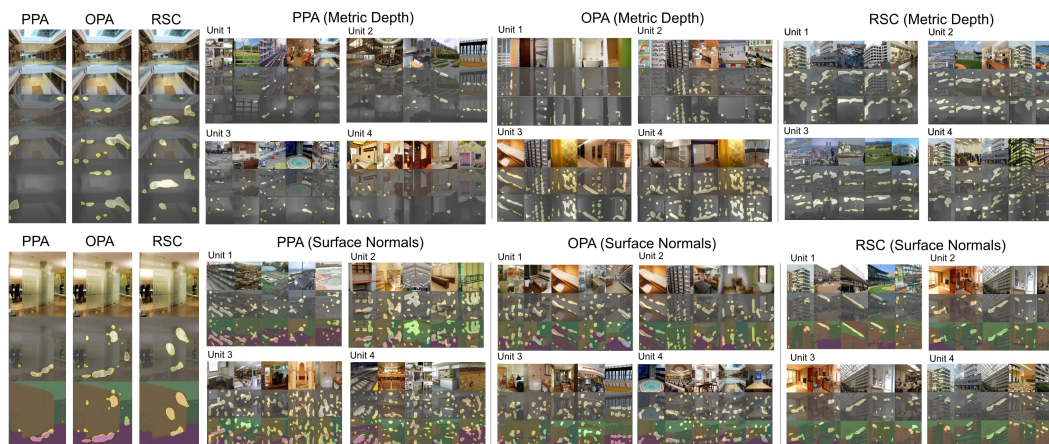 PPA OPA RSC
PPA (Metric Depth)
Unit 1
Unit 2
Unit 3
Unit 4
OPA (Metric Depth)
Unit 1
Unit 2
Unit 3
Unit 4
RSC (Metric Depth)
Unit 1
Unit 2
Unit 3
Unit 4
PPA OPA RSC
PPA (Surface Normals)
Unit 1
Unit 2
Unit 3
Unit 4
OPA (Surface Normals)
Unit 1
Unit 2
Unit 3
Unit 4
RSC (Surface Normals)
Unit 1
Unit 2
Unit 3
Unit 4